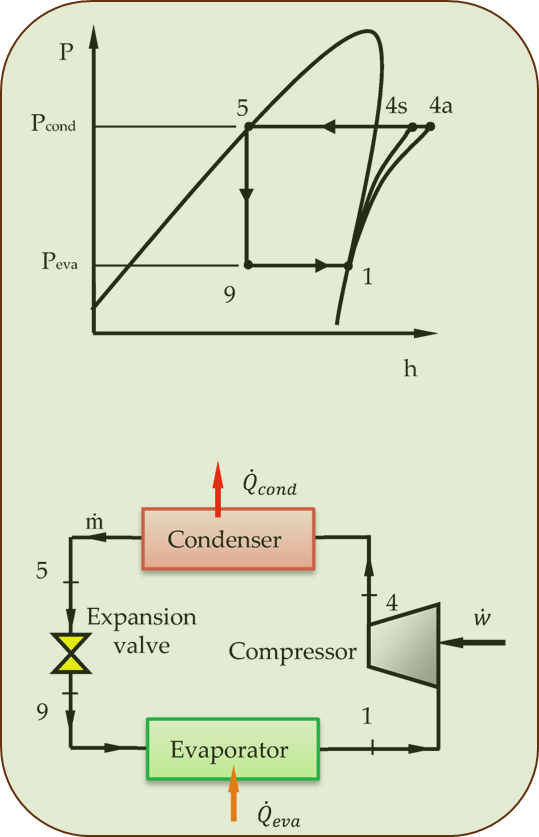 P
5
4s
4a
Pcond
Peva
9
1
h
Q̇cond
ṁ
Condenser
5
4
ẇ
Expansion
valve
Compressor
9
1
Evaporator
Q̇eva